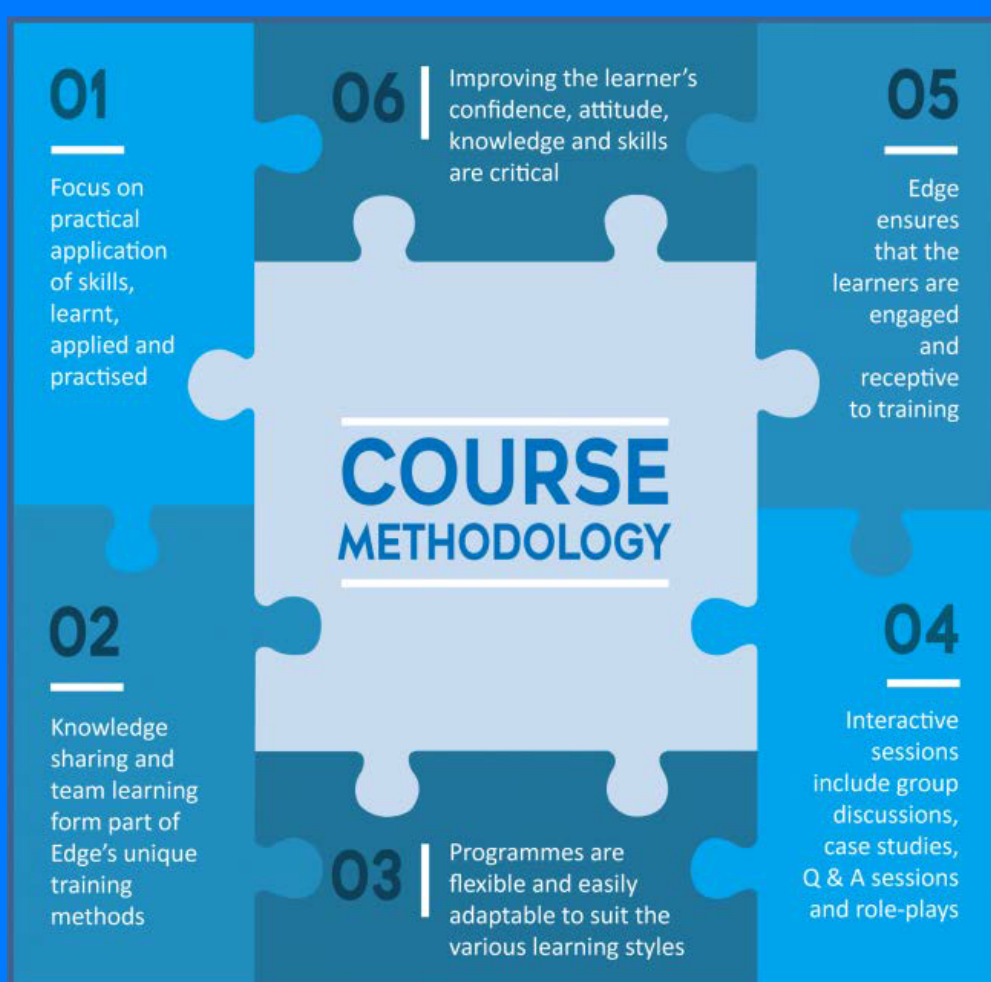 01
Focus on
practical
application
of skills,
learnt,
applied and
practised
06
Improving the learner's
confidence, attitude,
knowledge and skills
are critical
05
Edge
ensures
that the
learners are
engaged
and
receptive
to training
COURSE
METHODOLOGY
02
Knowledge
sharing and
team learning
form part of
Edge's unique
training
methods
03
Programmes are
flexible and easily
adaptable to suit the
various learning styles
04
Interactive
sessions
include group
discussions,
case studies,
Q & A sessions
and role-plays